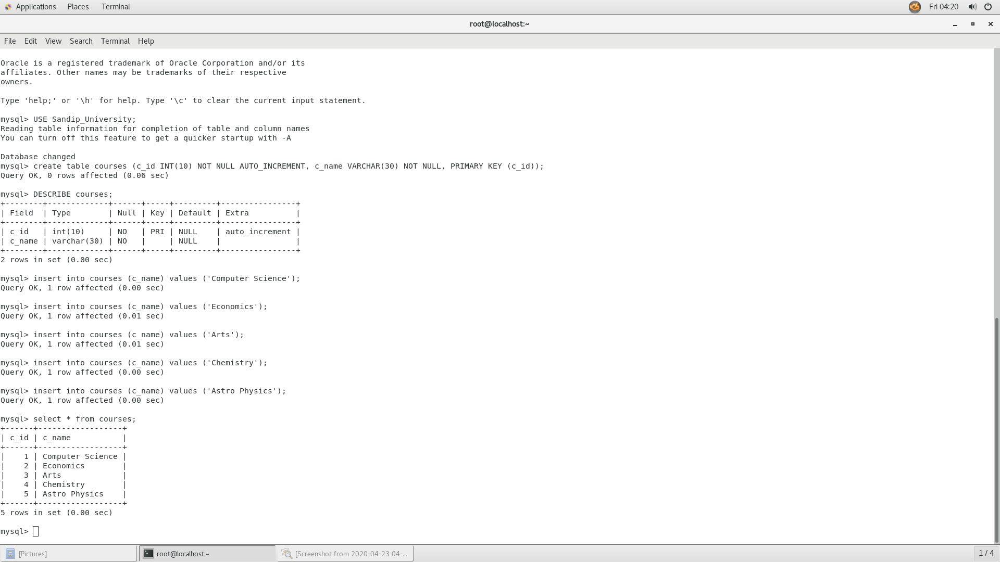 Applications Places Terminal Fri 04:20
root@localhost:~
File Edit View Search Terminal Help
Oracle is a registered trademark of Oracle Corporation and/or its
affiliates. Other names may be trademarks of their respective
owners.
Type 'help;' or '\h' for help. Type '\c' to clear the current input statement.
mysql> USE Sandip_University;
Reading table information for completion of table and column names
You can turn off this feature to get a quicker startup with -A
Database changed
mysql> create table courses (c_id INT(10) NOT NULL AUTO_INCREMENT, c_name VARCHAR(30) NOT NULL, PRIMARY KEY (c_id));
Query OK, 0 rows affected (0.06 sec)
mysql> DESCRIBE courses;
+--------+-------------+------+-----+---------+----------------+
| Field  | Type        | Null | Key | Default | Extra          |
+--------+-------------+------+-----+---------+----------------+
| c_id   | int(10)     | NO   | PRI | NULL    | auto_increment |
| c_name | varchar(30) | NO   |     | NULL    |                |
+--------+-------------+------+-----+---------+----------------+
2 rows in set (0.00 sec)
mysql> insert into courses (c_name) values ('Computer Science');
Query OK, 1 row affected (0.00 sec)
mysql> insert into courses (c_name) values ('Economics');
Query OK, 1 row affected (0.01 sec)
mysql> insert into courses (c_name) values ('Arts');
Query OK, 1 row affected (0.01 sec)
mysql> insert into courses (c_name) values ('Chemistry');
Query OK, 1 row affected (0.00 sec)
mysql> insert into courses (c_name) values ('Astro Physics');
Query OK, 1 row affected (0.00 sec)
mysql> select * from courses;
+------+------------------+
| c_id | c_name           |
+------+------------------+
|    1 | Computer Science |
|    2 | Economics        |
|    3 | Arts             |
|    4 | Chemistry        |
|    5 | Astro Physics    |
+------+------------------+
5 rows in set (0.00 sec)
mysql>
[Pictures] root@localhost:~ [Screenshot from 2020-04-23 04-... 1 / 4